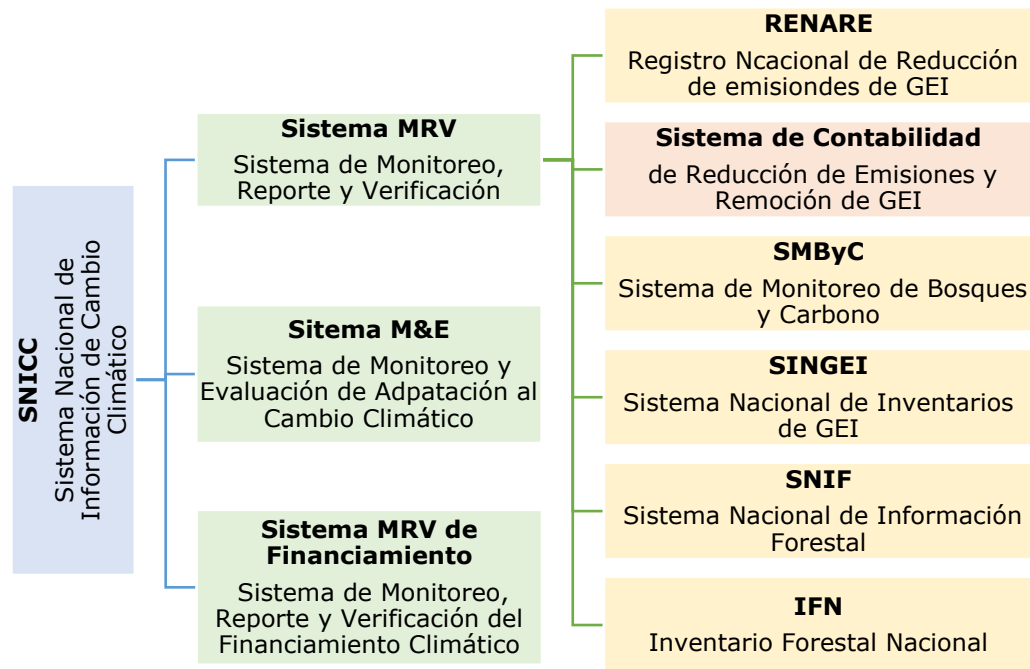 SNICC
Sistema Nacional de
Información de Cambio
Climático
Sistema MRV
Sistema de Monitoreo,
Reporte y Verificación
Sitema M&E
Sistema de Monitoreo y
Evaluación de Adpatación al
Cambio Climático
Sistema MRV de
Financiamiento
Sistema de Monitoreo,
Reporte y Verificación del
Financiamiento Climático
RENARE
Registro Ncacional de Reducción
de emisiondes de GEI
Sistema de Contabilidad
de Reducción de Emisiones y
Remoción de GEI
SMByC
Sistema de Monitoreo de Bosques
y Carbono
SINGEI
Sistema Nacional de Inventarios
de GEI
SNIF
Sistema Nacional de Información
Forestal
IFN
Inventario Forestal Nacional